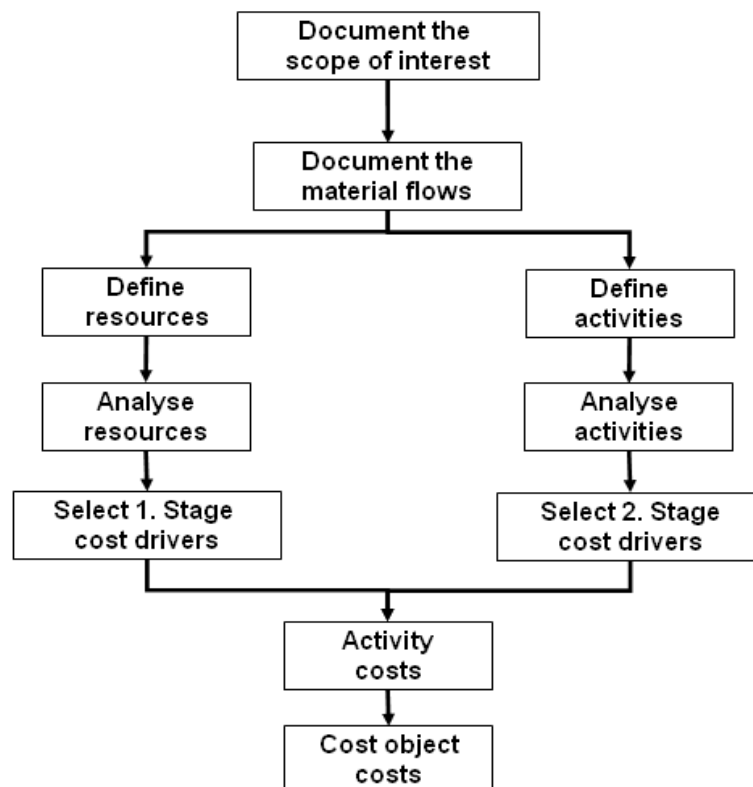 Document the
scope of interest
Document the
material flows
Define
resources
Define
activities
Analyse
resources
Analyse
activities
Select 1. Stage
cost drivers
Select 2. Stage
cost drivers
Activity
costs
Cost object
costs